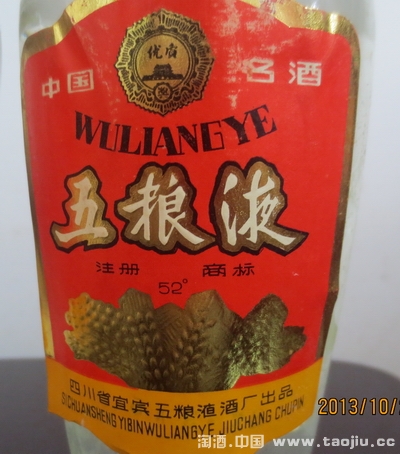 优质
中国 名酒
WULIANGYE
五粮液
注册 商标
52°
四川省宜宾五粮液酒厂出品
SICHUANSHENG YIBINWULIANGYE JIUCHANG CHUPIN
2013/10/2
淘酒.中国 www.taojiu.cc